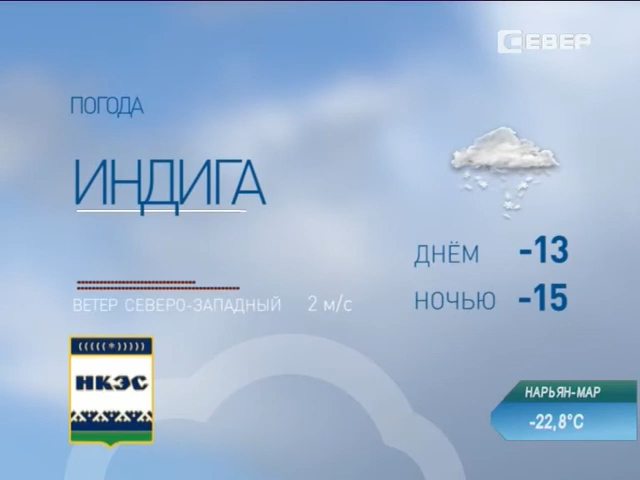 СЕВЕР
ПОГОДА
ИНДИГА
ДНЁМ -13
НОЧЬЮ -15
ВЕТЕР СЕВЕРО-ЗАПАДНЫЙ 2 м/с
НКЭС
НАРЬЯН-МАР
-22,8°C